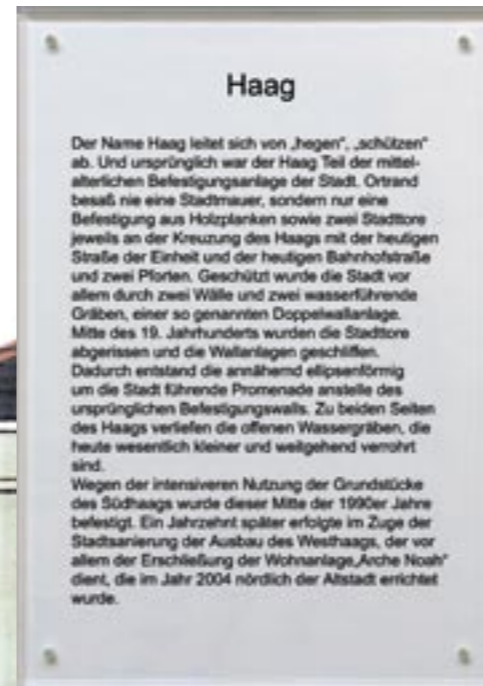 Haag
Der Name Haag leitet sich von „hegen“, „schützen“
ab. Und ursprünglich war der Haag Teil der mittel-
alterlichen Befestigungsanlage der Stadt. Ortrand
besaß nie eine Stadtmauer, sondern nur eine
Befestigung aus Holzplanken sowie zwei Stadttore
jeweils an der Kreuzung des Haags mit der heutigen
Straße der Einheit und der heutigen Bahnhofstraße
und zwei Pforten. Geschützt wurde die Stadt vor
allem durch zwei Wälle und zwei wasserführende
Gräben, einer so genannten Doppelwallanlage.
Mitte des 19. Jahrhunderts wurden die Stadttore
abgerissen und die Wallanlagen geschliffen.
Dadurch entstand die annähernd ellipsenförmig
um die Stadt führende Promenade anstelle des
ursprünglichen Befestigungswalls. Zu beiden Seiten
des Haags verliefen die offenen Wassergräben, die
heute wesentlich kleiner und weitgehend verrohrt
sind.
Wegen der intensiveren Nutzung der Grundstücke
des Südhaags wurde dieser Mitte der 1990er Jahre
befestigt. Ein Jahrzehnt später erfolgte im Zuge der
Stadtsanierung der Ausbau des Westhaags, der vor
allem der Erschließung der Wohnanlage„Arche Noah“
dient, die im Jahr 2004 nördlich der Altstadt errichtet
wurde.